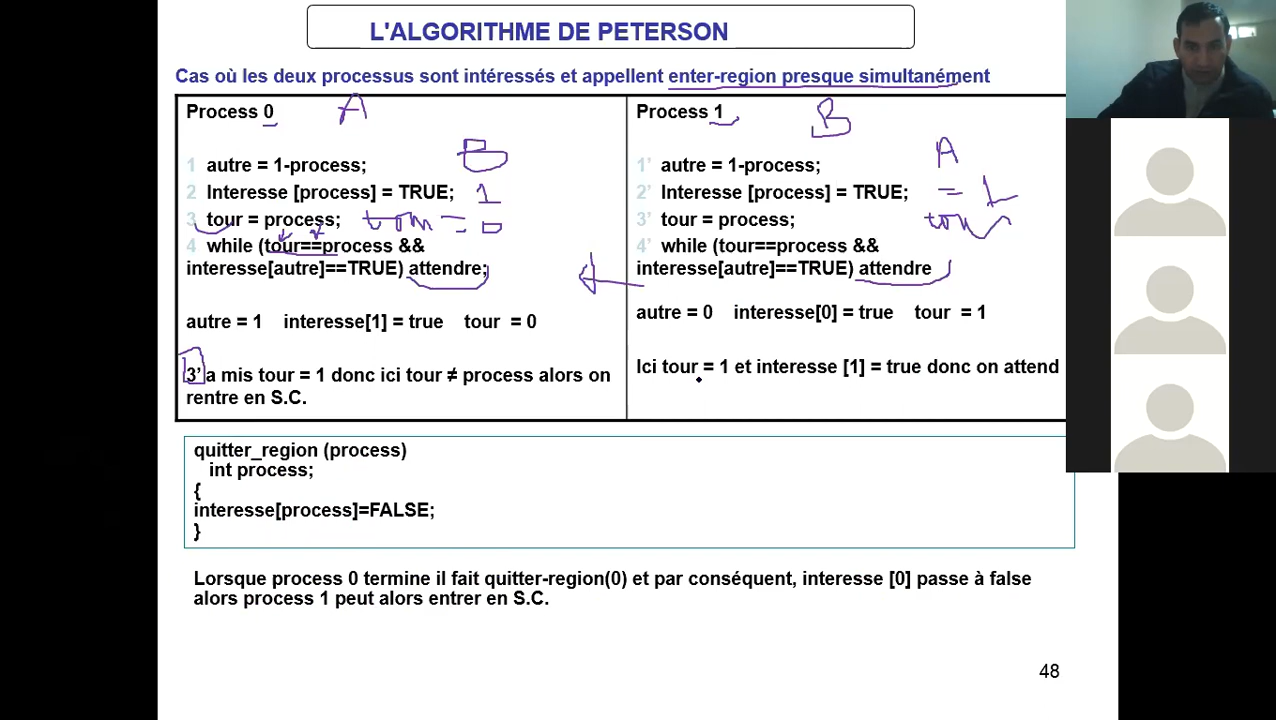 L'ALGORITHME DE PETERSON
Cas où les deux processus sont intéressés et appellent enter-region presque simultanément
Process 0 A
B
1 autre = 1-process;
2 Interesse [process] = TRUE; 1
3 tour = process; tour = 0
4 while (tour==process &&
interesse[autre]==TRUE) attendre;
autre = 1 interesse[1] = true tour = 0
3' a mis tour = 1 donc ici tour ≠ process alors on
rentre en S.C.
Process 1 B
A
1' autre = 1-process;
2' Interesse [process] = TRUE; = 1
3' tour = process; tour
4' while (tour==process &&
interesse[autre]==TRUE) attendre
autre = 0 interesse[0] = true tour = 1
Ici tour = 1 et interesse [1] = true donc on attend
quitter_region (process)
int process;
{
interesse[process]=FALSE;
}
Lorsque process 0 termine il fait quitter-region(0) et par conséquent, interesse [0] passe à false
alors process 1 peut alors entrer en S.C.
48